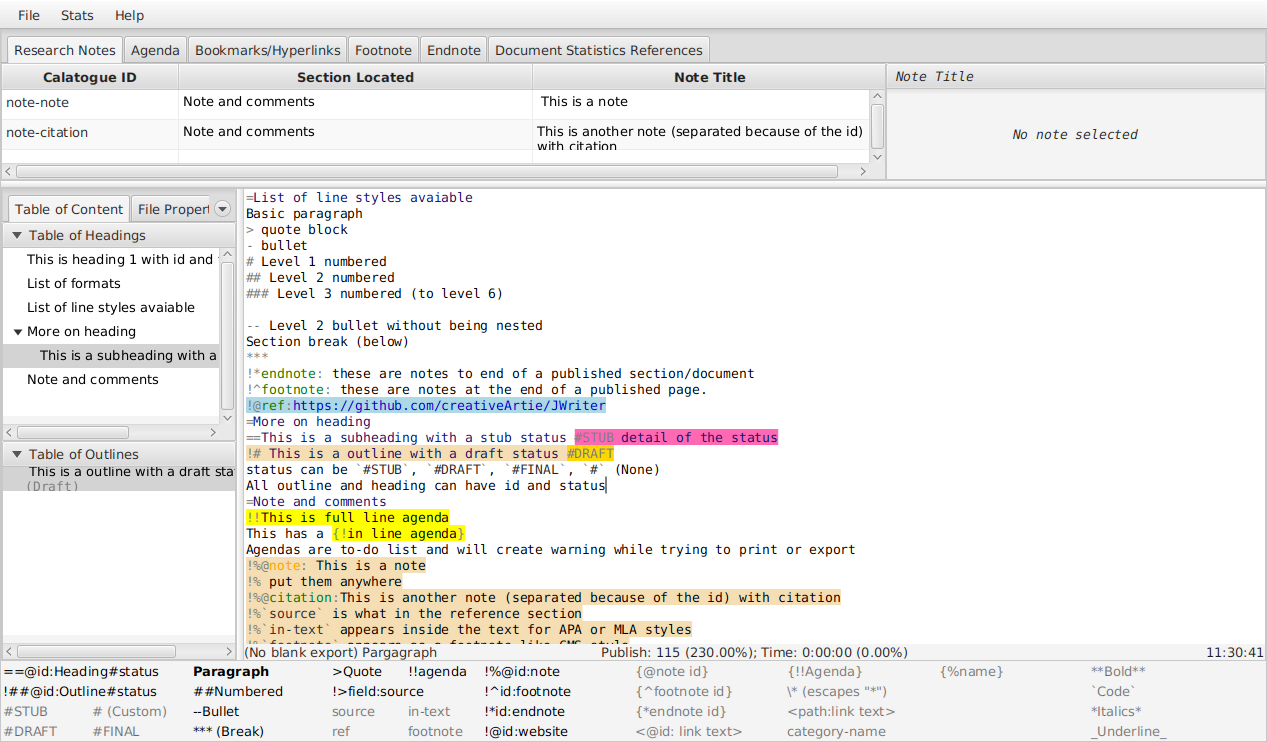 File Stats Help
Research Notes Agenda Bookmarks/Hyperlinks Footnote Endnote Document Statistics References
Calatogue ID Section Located Note Title
note-note Note and comments This is a note
note-citation Note and comments This is another note (separated because of the id)
with citation
Note Title
No note selected
Table of Content File Propert
Table of Headings
This is heading 1 with id and
List of formats
List of line styles avaiable
More on heading
This is a subheading with a
Note and comments
Table of Outlines
This is a outline with a draft sta
(Draft)
=List of line styles avaiable
Basic paragraph
> quote block
- bullet
# Level 1 numbered
## Level 2 numbered
### Level 3 numbered (to level 6)
-- Level 2 bullet without being nested
Section break (below)
***
!*endnote: these are notes to end of a published section/document
!^footnote: these are notes at the end of a published page.
!@ref:https://github.com/creativeArtie/JWriter
=More on heading
==This is a subheading with a stub status #STUB detail of the status
!# This is a outline with a draft status #DRAFT
status can be `#STUB`, `#DRAFT`, `#FINAL`, `#` (None)
All outline and heading can have id and status
=Note and comments
!!This is full line agenda
This has a {!in line agenda}
Agendas are to-do list and will create warning while trying to print or export
!%@note: This is a note
!% put them anywhere
!%@citation:This is another note (separated because of the id) with citation
!%`source` is what in the reference section
!%`in-text` appears inside the text for APA or MLA styles
!%`footnote` appears as a footnote like CMS style
(No blank export) Pargagraph Publish: 115 (230.00%); Time: 0:00:00 (0.00%) 11:30:41
==@id:Heading#status Paragraph >Quote !!agenda !%@id:note {@note id} {!!Agenda} {%name} **Bold**
!##@id:Outline#status ##Numbered !>field:source !^id:footnote {^footnote id} \* (escapes "*") `Code`
#STUB # (Custom) --Bullet source in-text !*id:endnote {*endnote id} <path:link text> *Italics*
#DRAFT #FINAL *** (Break) ref footnote !@id:website <@id: link text> category-name _Underline_